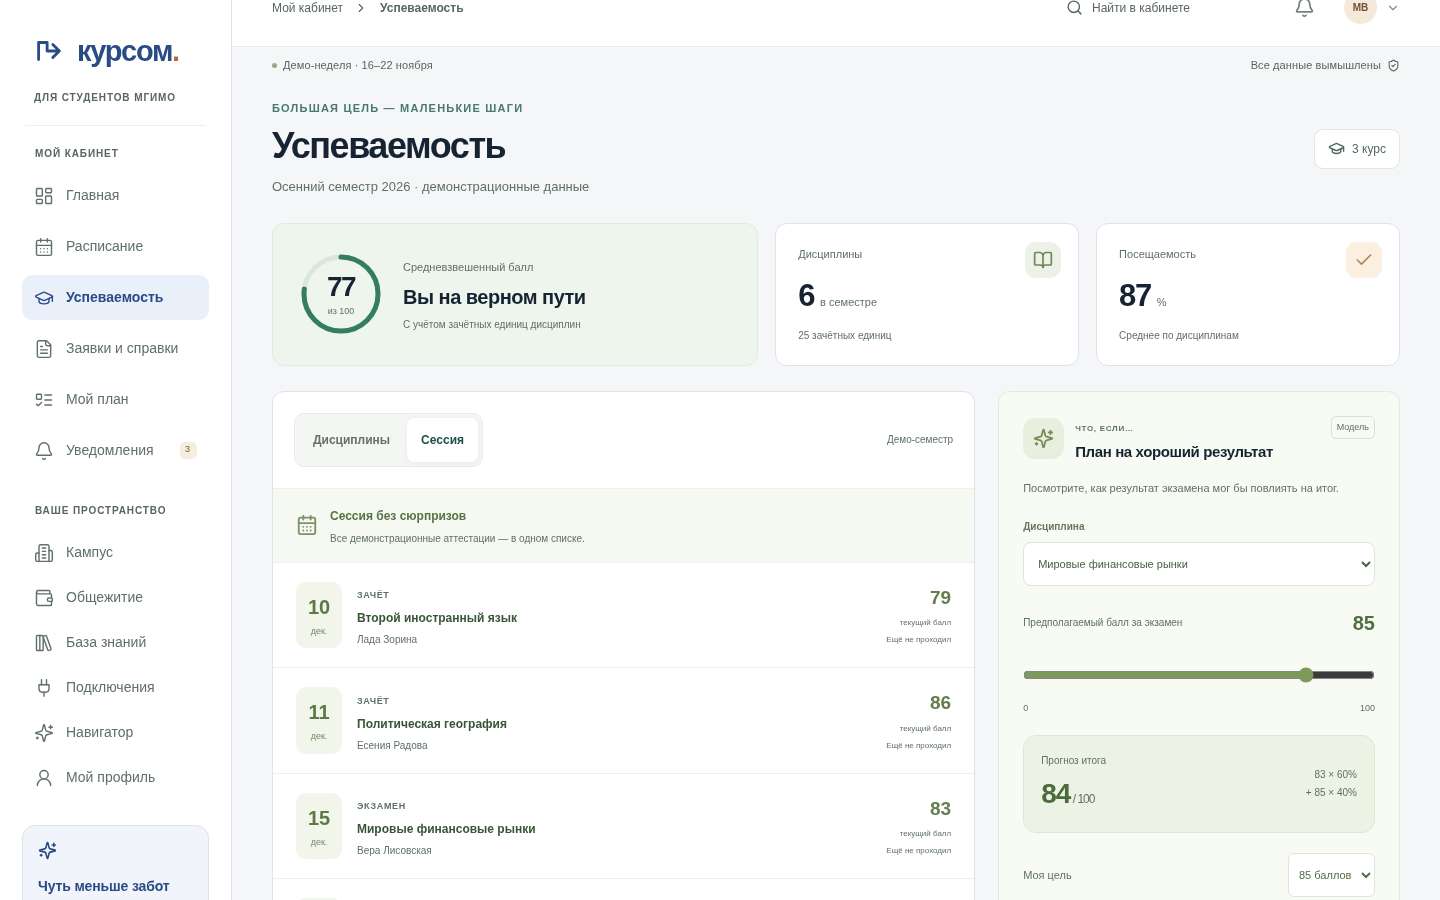 курсом.
ДЛЯ СТУДЕНТОВ МГИМО
МОЙ КАБИНЕТ
Главная
Расписание
Успеваемость
Заявки и справки
Мой план
Уведомления
3
ВАШЕ ПРОСТРАНСТВО
Кампус
Общежитие
База знаний
Подключения
Навигатор
Мой профиль
Чуть меньше забот
Мой кабинет
Успеваемость
Найти в кабинете
МВ
Демо-неделя · 16–22 ноября
Все данные вымышлены
БОЛЬШАЯ ЦЕЛЬ — МАЛЕНЬКИЕ ШАГИ
Успеваемость
Осенний семестр 2026 · демонстрационные данные
3 курс
77
из 100
Средневзвешенный балл
Вы на верном пути
С учётом зачётных единиц дисциплин
Дисциплины
6 в семестре
25 зачётных единиц
Посещаемость
87 %
Среднее по дисциплинам
Дисциплины
Сессия
Демо-семестр
Сессия без сюрпризов
Все демонстрационные аттестации — в одном списке.
10
дек.
ЗАЧЁТ
Второй иностранный язык
Лада Зорина
79
текущий балл
Ещё не проходил
11
дек.
ЗАЧЁТ
Политическая география
Есения Радова
86
текущий балл
Ещё не проходил
15
дек.
ЭКЗАМЕН
Мировые финансовые рынки
Вера Лисовская
83
текущий балл
Ещё не проходил
ЧТО, ЕСЛИ…
План на хороший результат
Модель
Посмотрите, как результат экзамена мог бы повлиять на итог.
Дисциплина
Мировые финансовые рынки
Предполагаемый балл за экзамен
85
0
100
Прогноз итога
84 / 100
83 × 60%
+ 85 × 40%
Моя цель
85 баллов